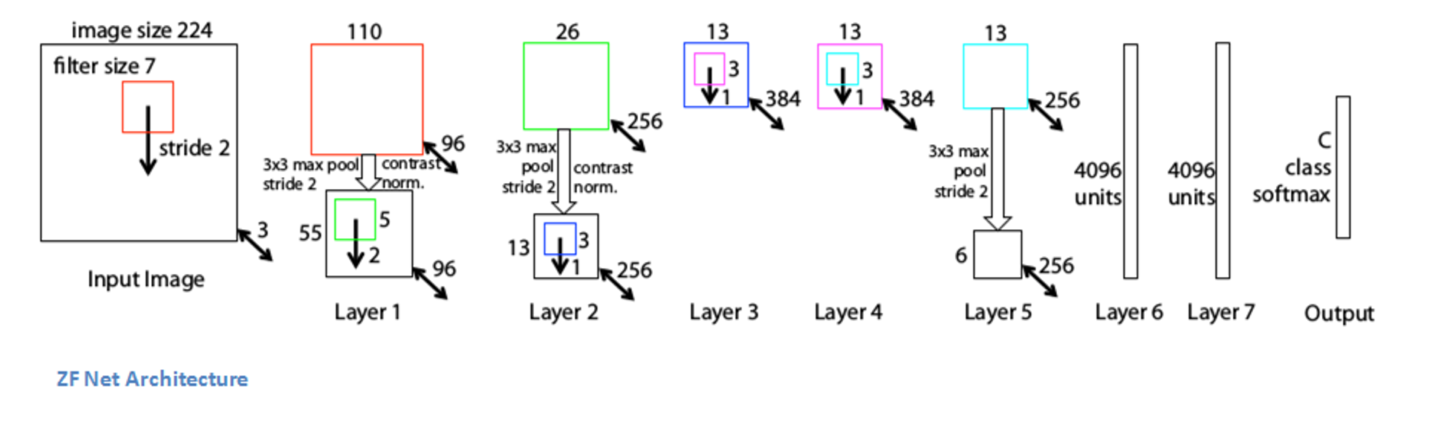 image size 224
filter size 7
stride 2
3
Input Image
110
96
3x3 max pool
stride 2
contrast
norm.
55
5
2
96
Layer 1
26
256
3x3 max
pool
stride 2
contrast
norm.
13
3
1
256
Layer 2
13
3
1
384
Layer 3
13
3
1
384
Layer 4
13
256
3x3 max
pool
stride 2
6
256
Layer 5
4096
units
Layer 6
4096
units
Layer 7
C
class
softmax
Output
ZF Net Architecture